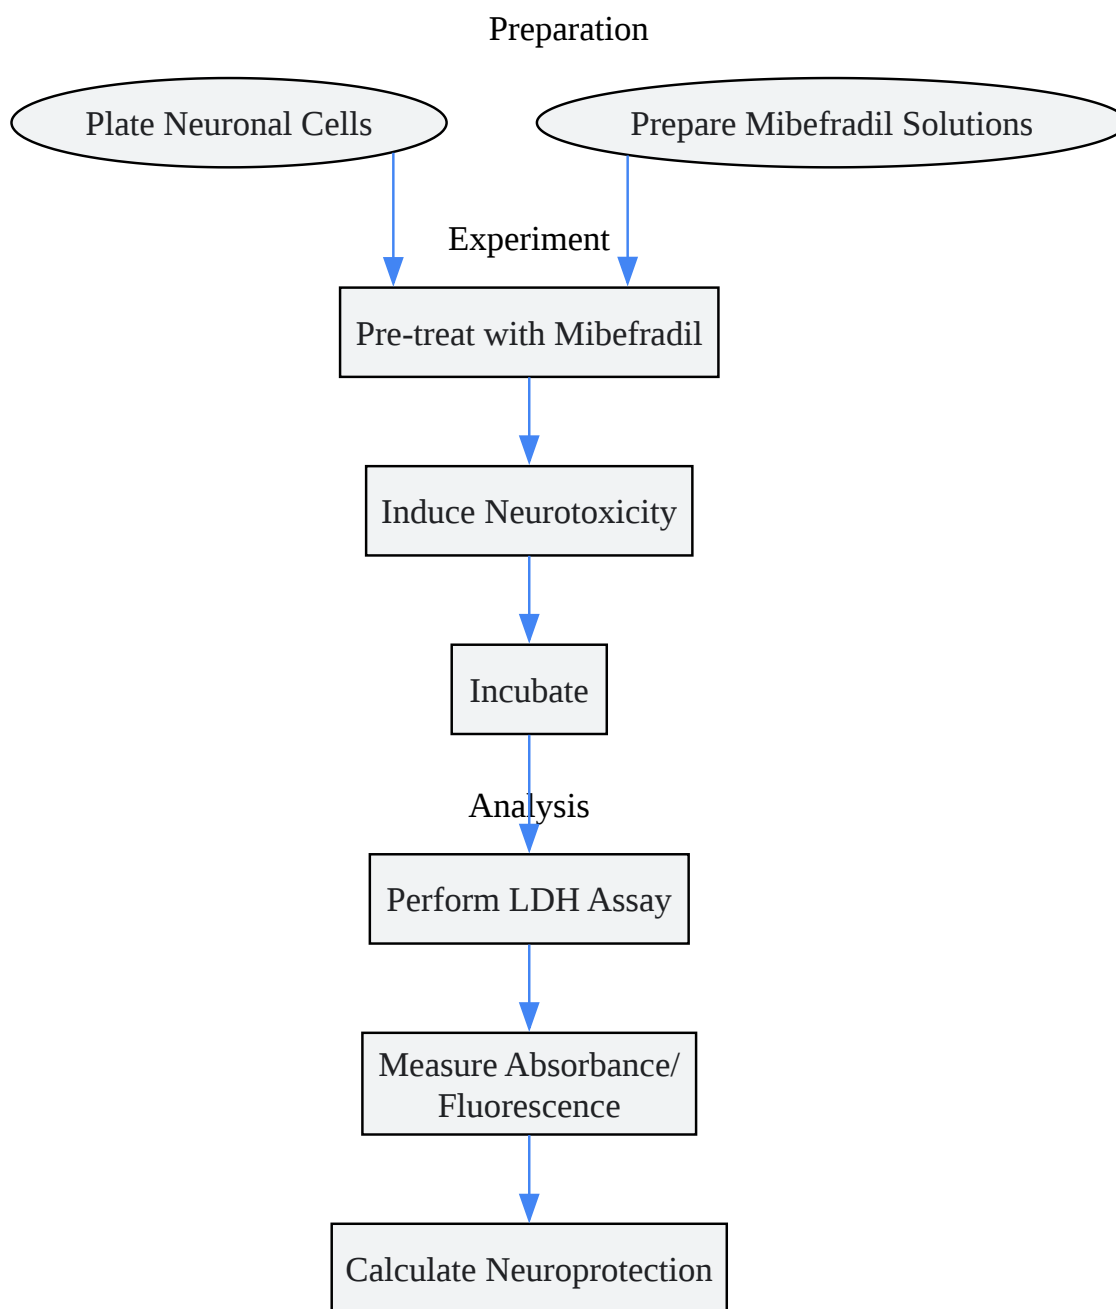 Preparation
Plate Neuronal Cells
Prepare Mibefradil Solutions
Experiment
Pre-treat with Mibefradil
Induce Neurotoxicity
Incubate
Analysis
Perform LDH Assay
Measure Absorbance/
Fluorescence
Calculate Neuroprotection